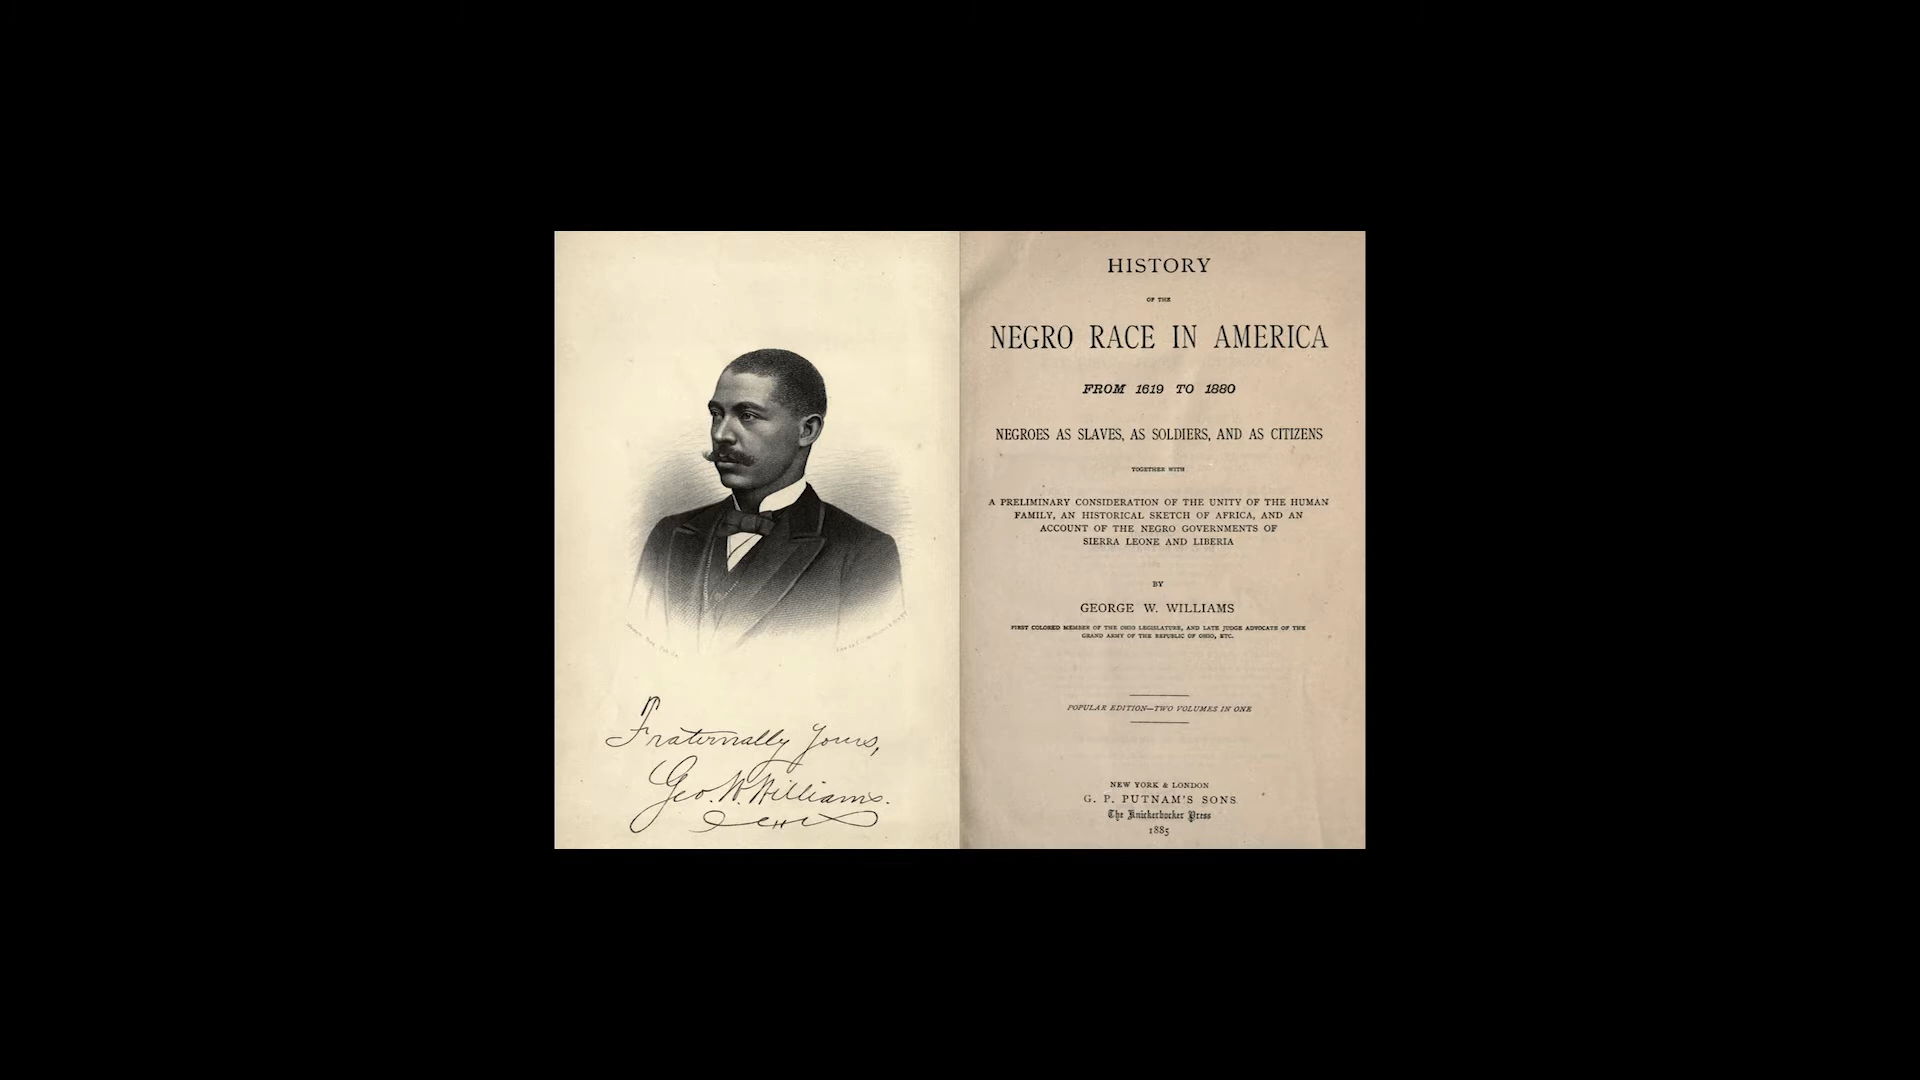 Fraternally Yours,
Geo. W. Williams.
HISTORY
OF THE
NEGRO RACE IN AMERICA
FROM 1619 TO 1880
NEGROES AS SLAVES, AS SOLDIERS, AND AS CITIZENS
TOGETHER WITH
A PRELIMINARY CONSIDERATION OF THE UNITY OF THE HUMAN
FAMILY, AN HISTORICAL SKETCH OF AFRICA, AND AN
ACCOUNT OF THE NEGRO GOVERNMENTS OF
SIERRA LEONE AND LIBERIA
BY
GEORGE W. WILLIAMS
FIRST COLORED MEMBER OF THE OHIO LEGISLATURE, AND LATE JUDGE ADVOCATE OF THE
GRAND ARMY OF THE REPUBLIC OF OHIO, ETC.
POPULAR EDITION—TWO VOLUMES IN ONE
NEW YORK & LONDON
G. P. PUTNAM'S SONS
The Knickerbocker Press
1885